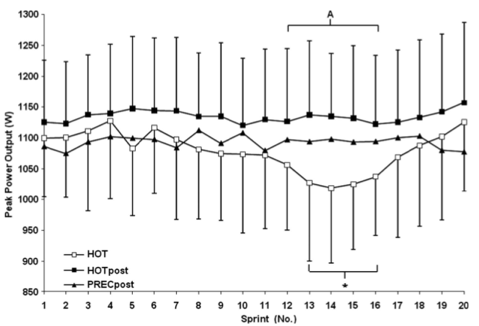 A
1300
1250
1200
1150
1100
1050
1000
950
900
850
Peak Power Output (W)
HOT
HOTpost
PRECpost
*
1 2 3 4 5 6 7 8 9 10 11 12 13 14 15 16 17 18 19 20
Sprint (No.)